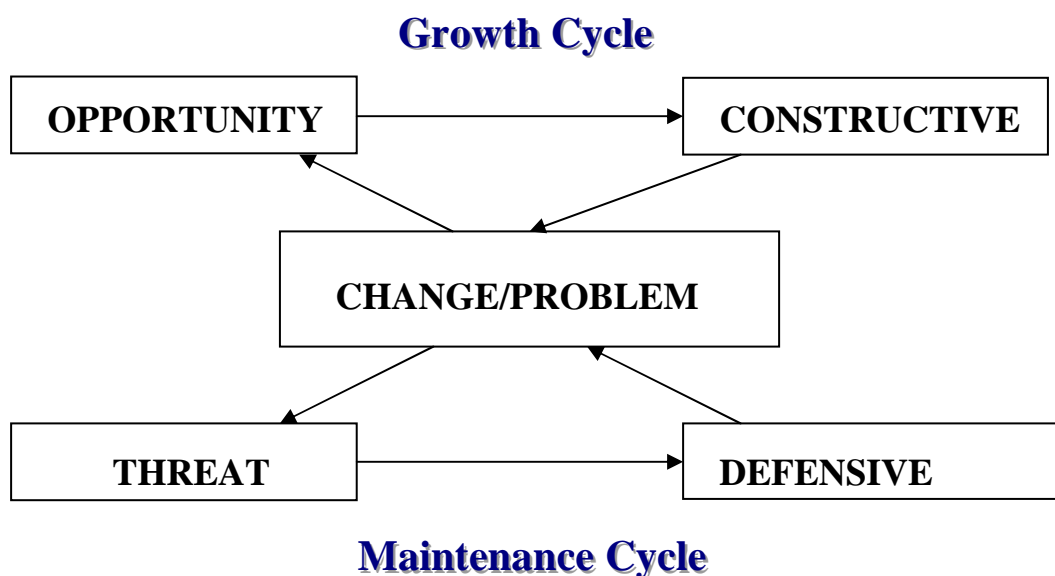 Growth Cycle
OPPORTUNITY
CONSTRUCTIVE
CHANGE/PROBLEM
THREAT
DEFENSIVE
Maintenance Cycle